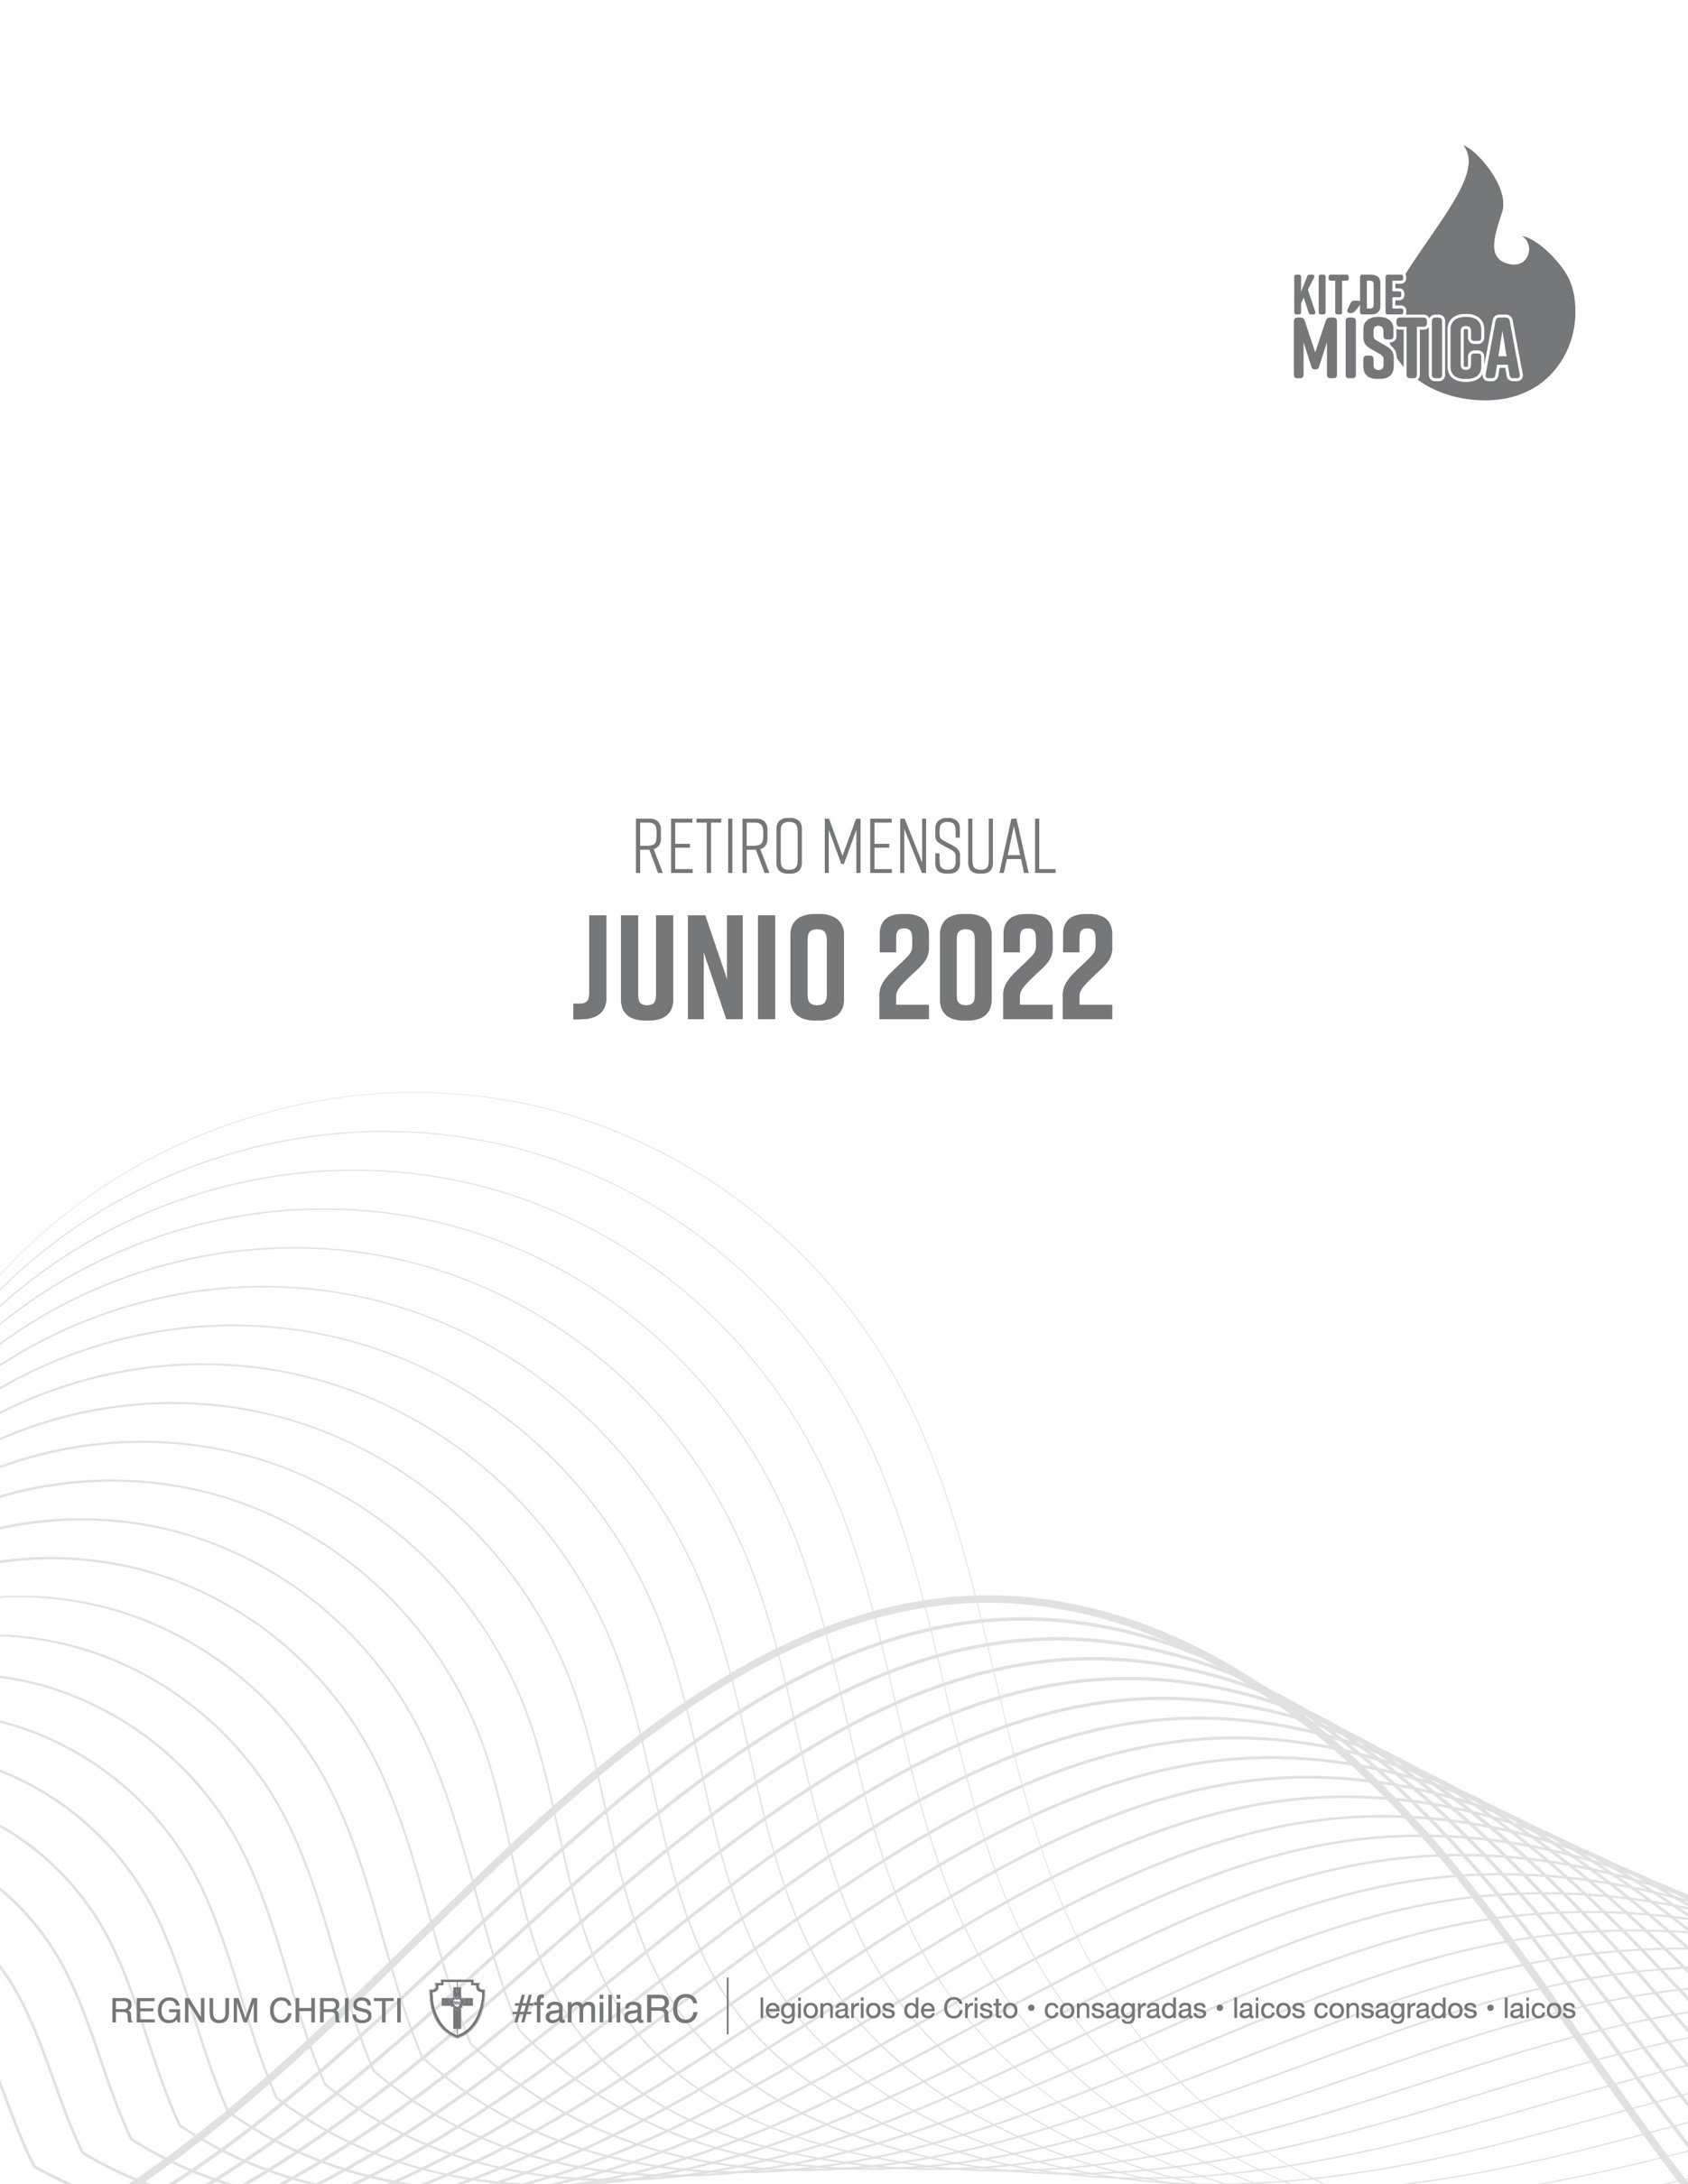 KIT DE
MÍSTICA
RETIRO MENSUAL
JUNIO 2022
REGNUM CHRISTI #familiaRC legionarios de Cristo • consagradas • laicos consagrados • laicos